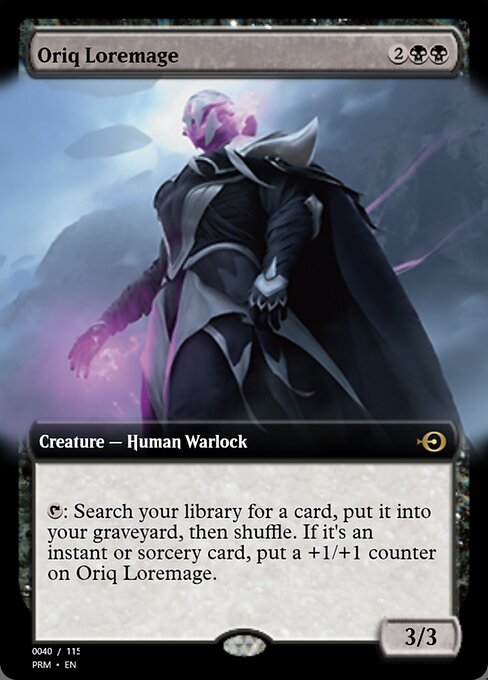 Oriq Loremage 2
Creature — Human Warlock
: Search your library for a card, put it into
your graveyard, then shuffle. If it's an
instant or sorcery card, put a +1/+1 counter
on Oriq Loremage.
3/3
0040 / 115
PRM • EN